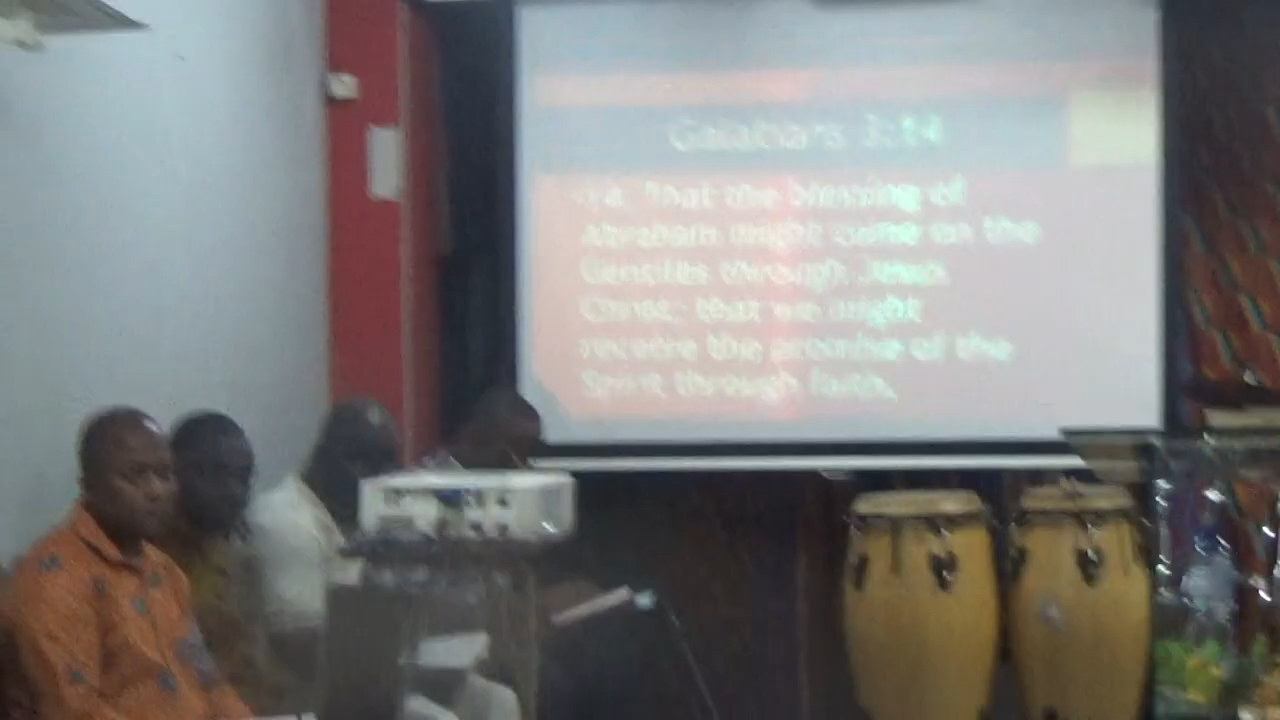 Galatians 3:14
14. That the blessing of
Abraham might come on the
Gentiles through Jesus
Christ; that we might
receive the promise of the
Spirit through faith.